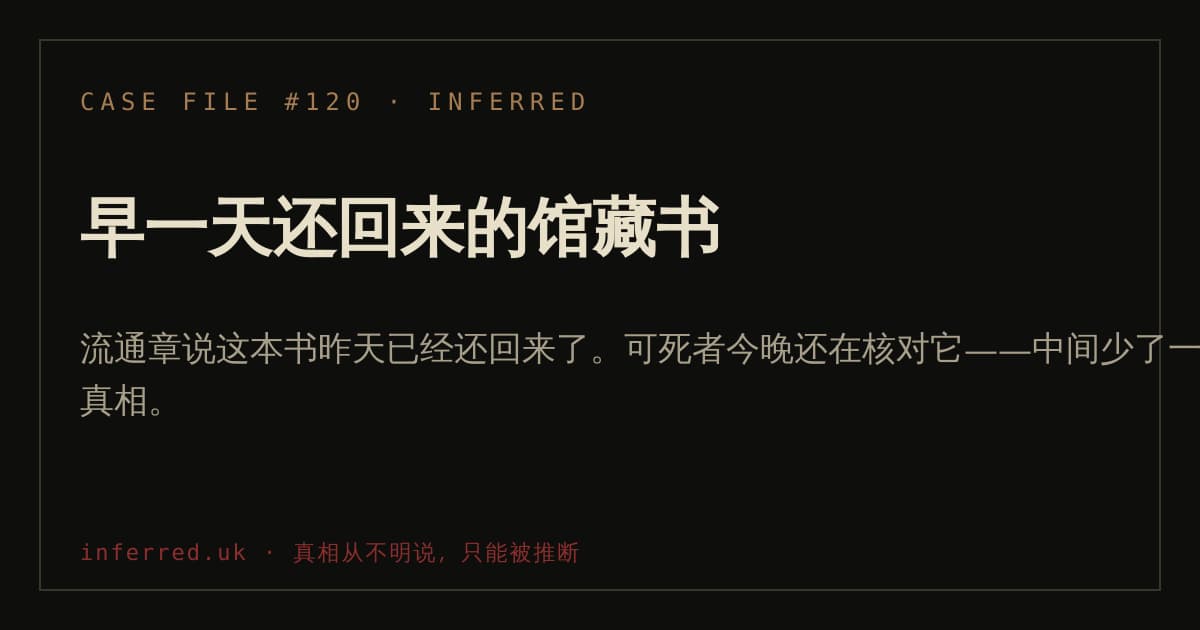 CASE FILE #120 · INFERRED
早一天还回来的馆藏书
流通章说这本书昨天已经还回来了。可死者今晚还在核对它——中间少了一
真相。
inferred.uk · 真相从不明说，只能被推断